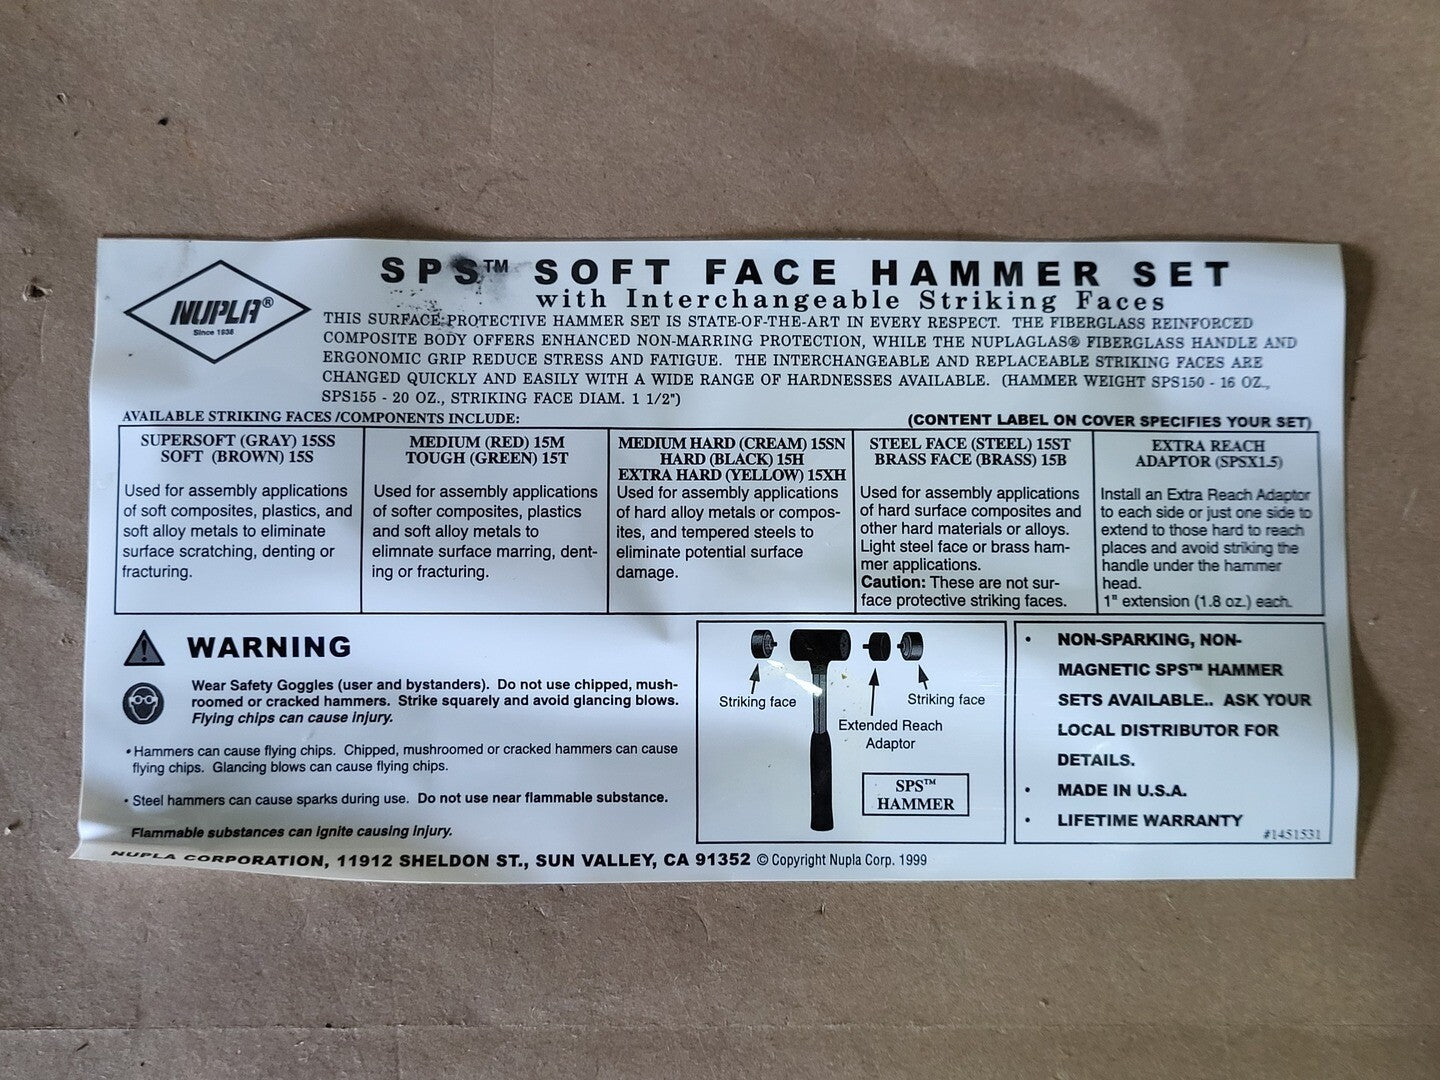 NUPLA®
Since 1938
SPS™ SOFT FACE HAMMER SET
with Interchangeable Striking Faces
THIS SURFACE-PROTECTIVE HAMMER SET IS STATE-OF-THE-ART IN EVERY RESPECT. THE FIBERGLASS REINFORCED
COMPOSITE BODY OFFERS ENHANCED NON-MARRING PROTECTION, WHILE THE NUPLAGLAS® FIBERGLASS HANDLE AND
ERGONOMIC GRIP REDUCE STRESS AND FATIGUE. THE INTERCHANGEABLE AND REPLACEABLE STRIKING FACES ARE
CHANGED QUICKLY AND EASILY WITH A WIDE RANGE OF HARDNESSES AVAILABLE. (HAMMER WEIGHT SPS150 - 16 OZ.,
SPS155 - 20 OZ., STRIKING FACE DIAM. 1 1/2")
AVAILABLE STRIKING FACES /COMPONENTS INCLUDE:
(CONTENT LABEL ON COVER SPECIFIES YOUR SET)
SUPERSOFT (GRAY) 15SS
SOFT (BROWN) 15S
Used for assembly applications
of soft composites, plastics, and
soft alloy metals to eliminate
surface scratching, denting or
fracturing.
MEDIUM (RED) 15M
TOUGH (GREEN) 15T
Used for assembly applications
of softer composites, plastics
and soft alloy metals to
elimnate surface marring, dent-
ing or fracturing.
MEDIUM HARD (CREAM) 15SN
HARD (BLACK) 15H
EXTRA HARD (YELLOW) 15XH
Used for assembly applications
of hard alloy metals or compos-
ites, and tempered steels to
eliminate potential surface
damage.
STEEL FACE (STEEL) 15ST
BRASS FACE (BRASS) 15B
Used for assembly applications
of hard surface composites and
other hard materials or alloys.
Light steel face or brass ham-
mer applications.
Caution: These are not sur-
face protective striking faces.
EXTRA REACH
ADAPTOR (SPSX1.5)
Install an Extra Reach Adaptor
to each side or just one side to
extend to those hard to reach
places and avoid striking the
handle under the hammer
head.
1" extension (1.8 oz.) each.
WARNING
Wear Safety Goggles (user and bystanders). Do not use chipped, mush-
roomed or cracked hammers. Strike squarely and avoid glancing blows.
Flying chips can cause injury.
• Hammers can cause flying chips. Chipped, mushroomed or cracked hammers can cause
flying chips. Glancing blows can cause flying chips.
• Steel hammers can cause sparks during use. Do not use near flammable substance.
Flammable substances can ignite causing injury.
Striking face
Striking face
Extended Reach
Adaptor
SPS™
HAMMER
• NON-SPARKING, NON-
MAGNETIC SPS™ HAMMER
SETS AVAILABLE.. ASK YOUR
LOCAL DISTRIBUTOR FOR
DETAILS.
• MADE IN U.S.A.
• LIFETIME WARRANTY
#1451531
NUPLA CORPORATION, 11912 SHELDON ST., SUN VALLEY, CA 91352 © Copyright Nupla Corp. 1999